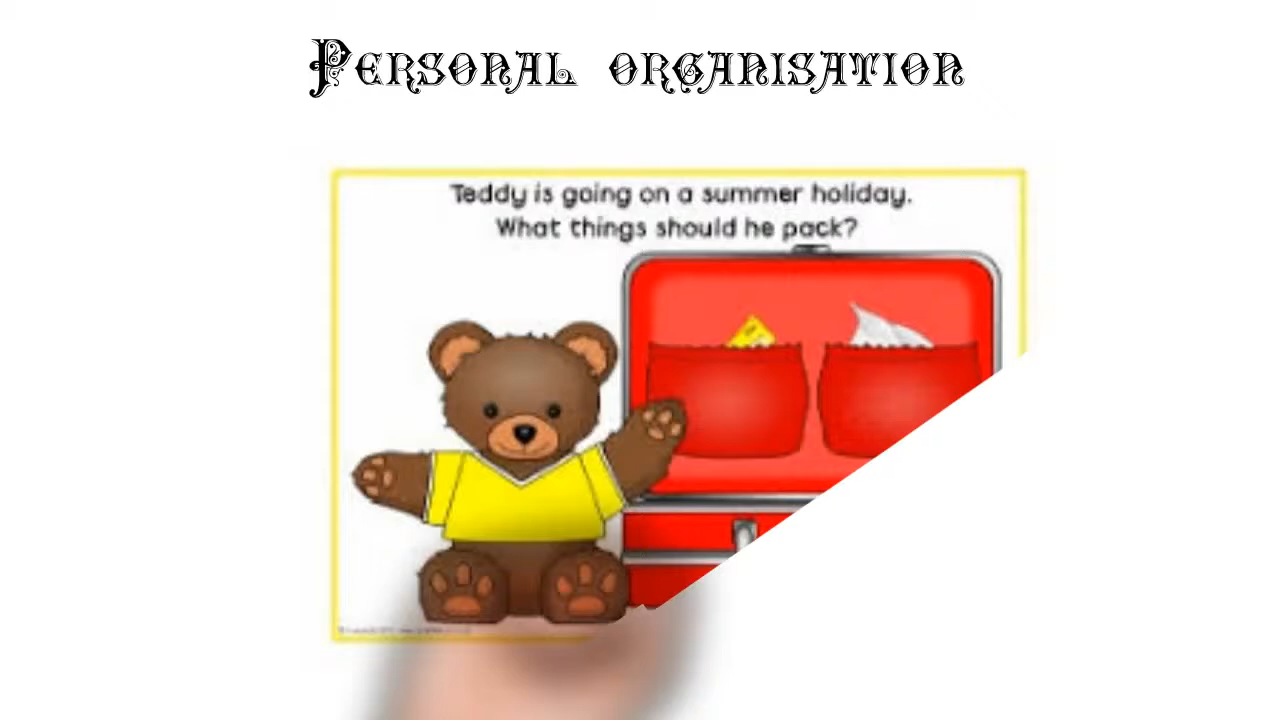 Personal organisation
Teddy is going on a summer holiday.
What things should he pack?